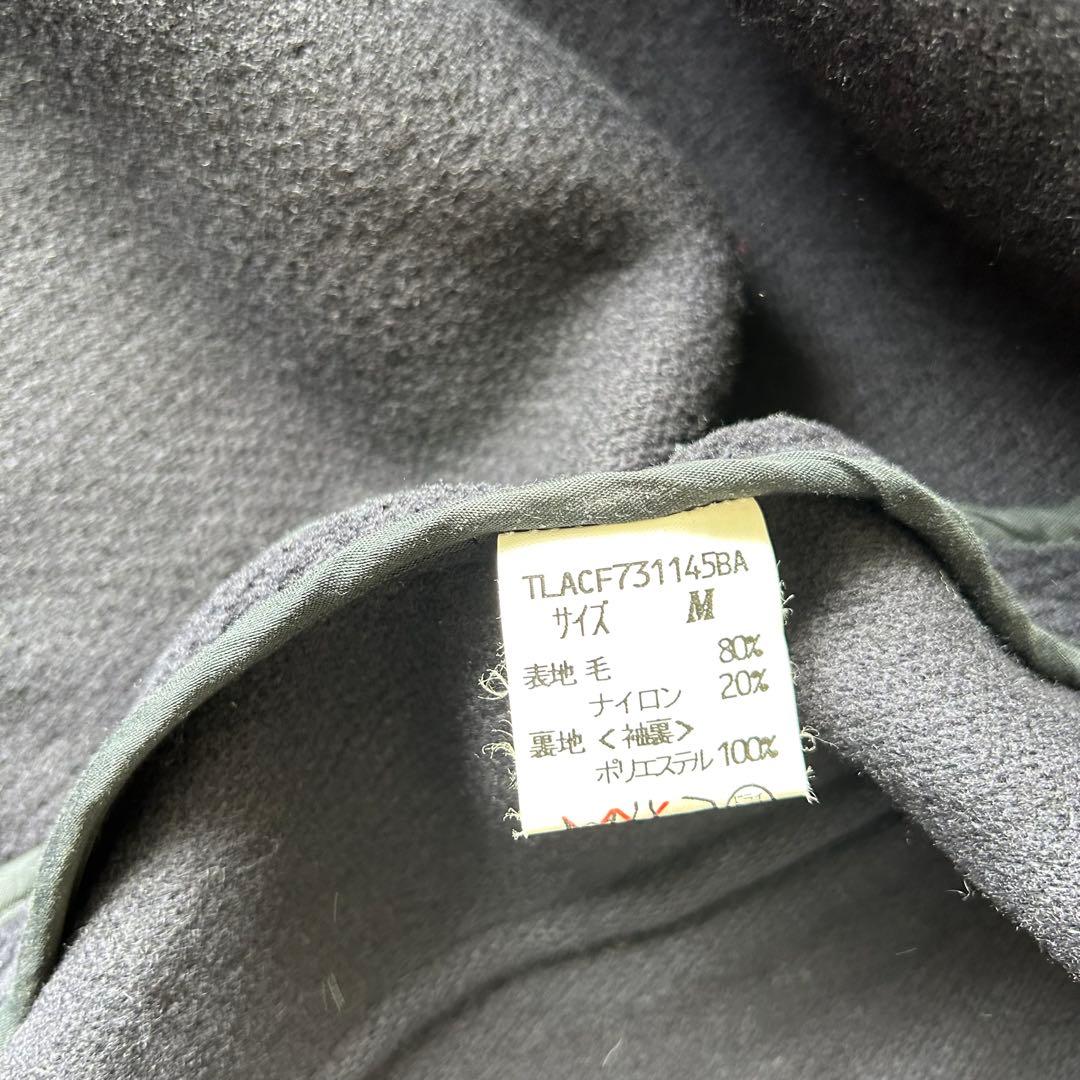 TLACF731145BA
サイズ M
表地 毛 80%
ナイロン 20%
裏地 <袖裏>
ポリエステル 100%